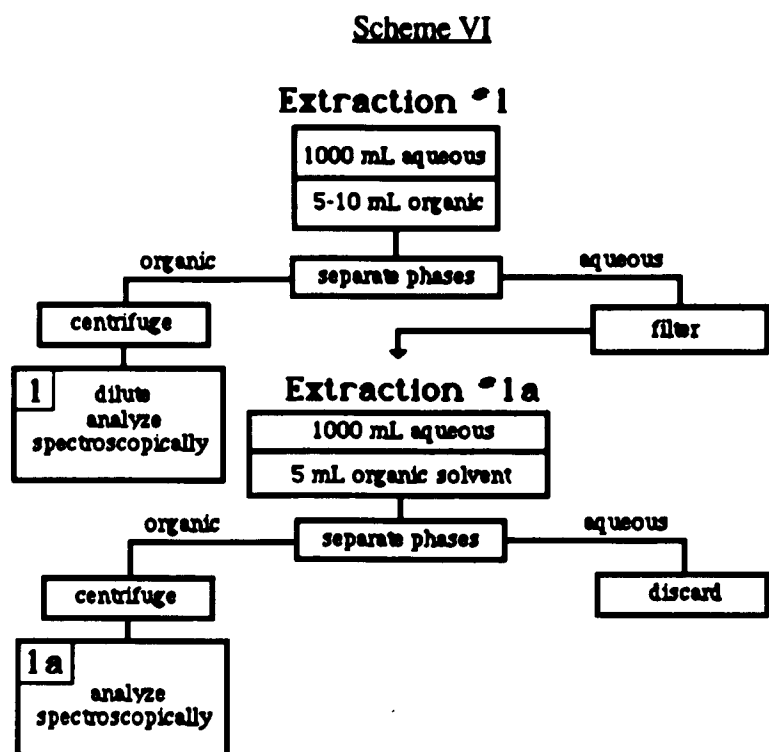 Scheme VI
Extraction #1
1000 mL aqueous
5-10 mL organic
organic
separate phases
aqueous
centrifuge
filter
1
dilute
analyze
spectroscopically
Extraction #1a
1000 mL aqueous
5 mL organic solvent
organic
separate phases
aqueous
centrifuge
discard
1a
analyze
spectroscopically